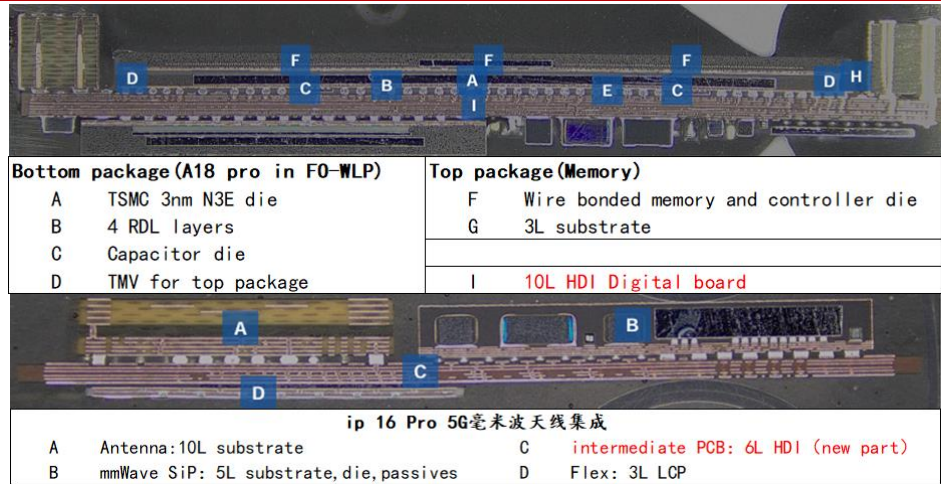 F F F
D A D H
C B E C
I
Bottom package(A18 pro in FO-WLP) Top package(Memory)
A TSMC 3nm N3E die F Wire bonded memory and controller die
B 4 RDL layers G 3L substrate
C Capacitor die
D TMV for top package I 10L HDI Digital board
A B
C
D
ip 16 Pro 5G毫米波天线集成
A Antenna:10L substrate C intermediate PCB: 6L HDI (new part)
B mmWave SiP: 5L substrate,die,passives D Flex: 3L LCP